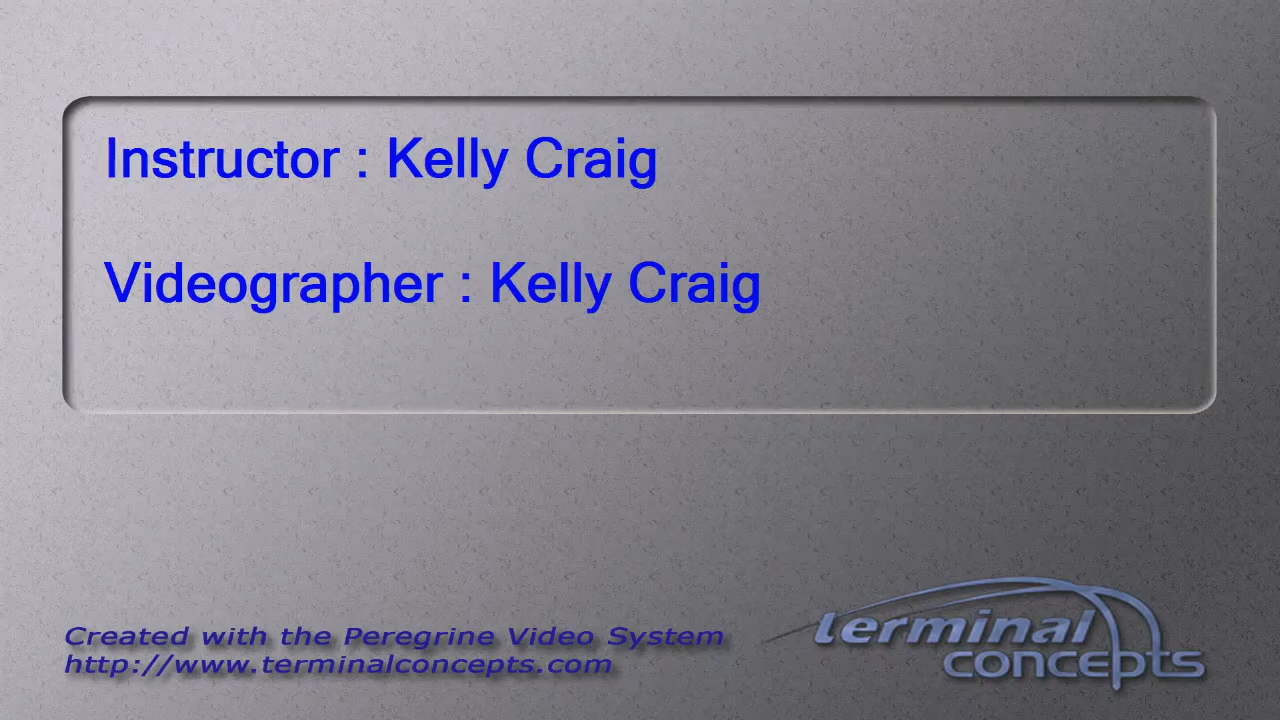 Instructor : Kelly Craig
Videographer : Kelly Craig
Created with the Peregrine Video System
http://www.terminalconcepts.com
terminal
concepts